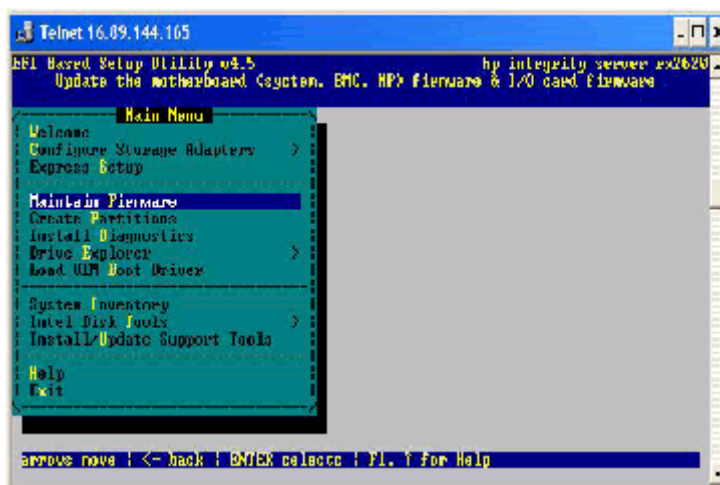 Telnet 16.89.144.165
EFI Based Setup Utility v4.5 hp integrity server rx2620
Update the motherboard (system, BMC, MP) firmware & I/O card firmware
Main Menu
Welcome
Configure Storage Adapters >
Express Setup
Maintain Firmware
Create Partitions
Install Diagnostics
Drive Explorer >
Load Boot Driver
System Inventory
Intel Disk Tools >
Install/Update Support Tools
Help
Exit
arrows move | <- back | ENTER selects | F1, ? for Help